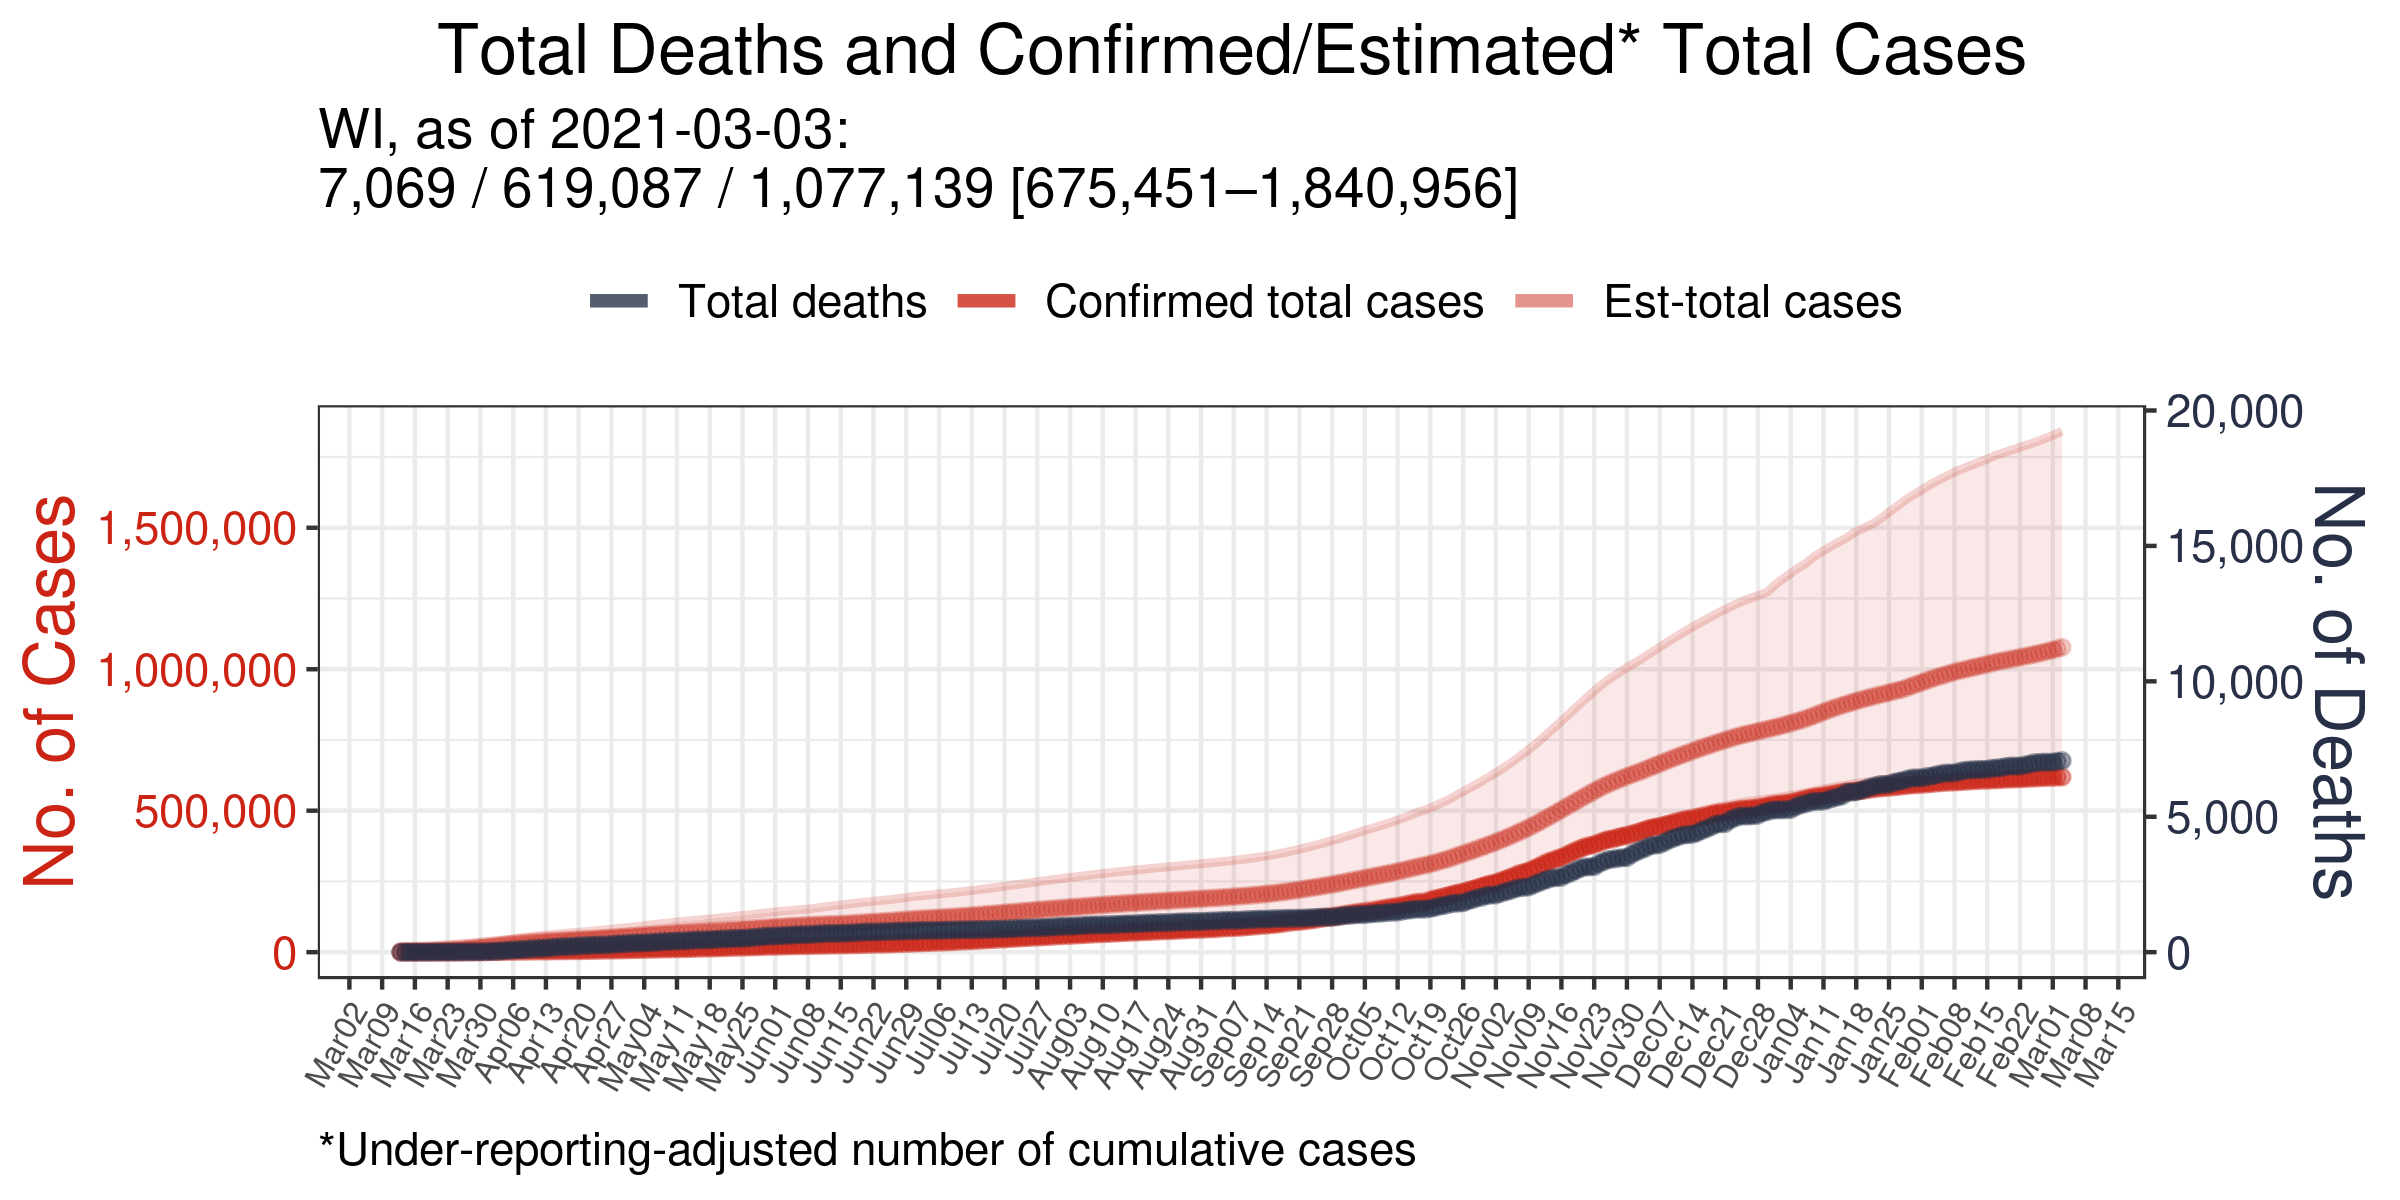 Total Deaths and Confirmed/Estimated* Total Cases
WI, as of 2021-03-03:
7,069 / 619,087 / 1,077,139 [675,451–1,840,956]
Total deaths
Confirmed total cases
Est-total cases
No. of Cases
1,500,000
1,000,000
500,000
0
20,000
15,000
10,000
5,000
0
No. of Deaths
Mar02
Mar09
Mar16
Mar23
Mar30
Apr06
Apr13
Apr20
Apr27
May04
May11
May18
May25
Jun01
Jun08
Jun15
Jun22
Jun29
Jul06
Jul13
Jul20
Jul27
Aug03
Aug10
Aug17
Aug24
Aug31
Sep07
Sep14
Sep21
Sep28
Oct05
Oct12
Oct19
Oct26
Nov02
Nov09
Nov16
Nov23
Nov30
Dec07
Dec14
Dec21
Dec28
Jan04
Jan11
Jan18
Jan25
Feb01
Feb08
Feb15
Feb22
Mar01
Mar08
Mar15
*Under-reporting-adjusted number of cumulative cases